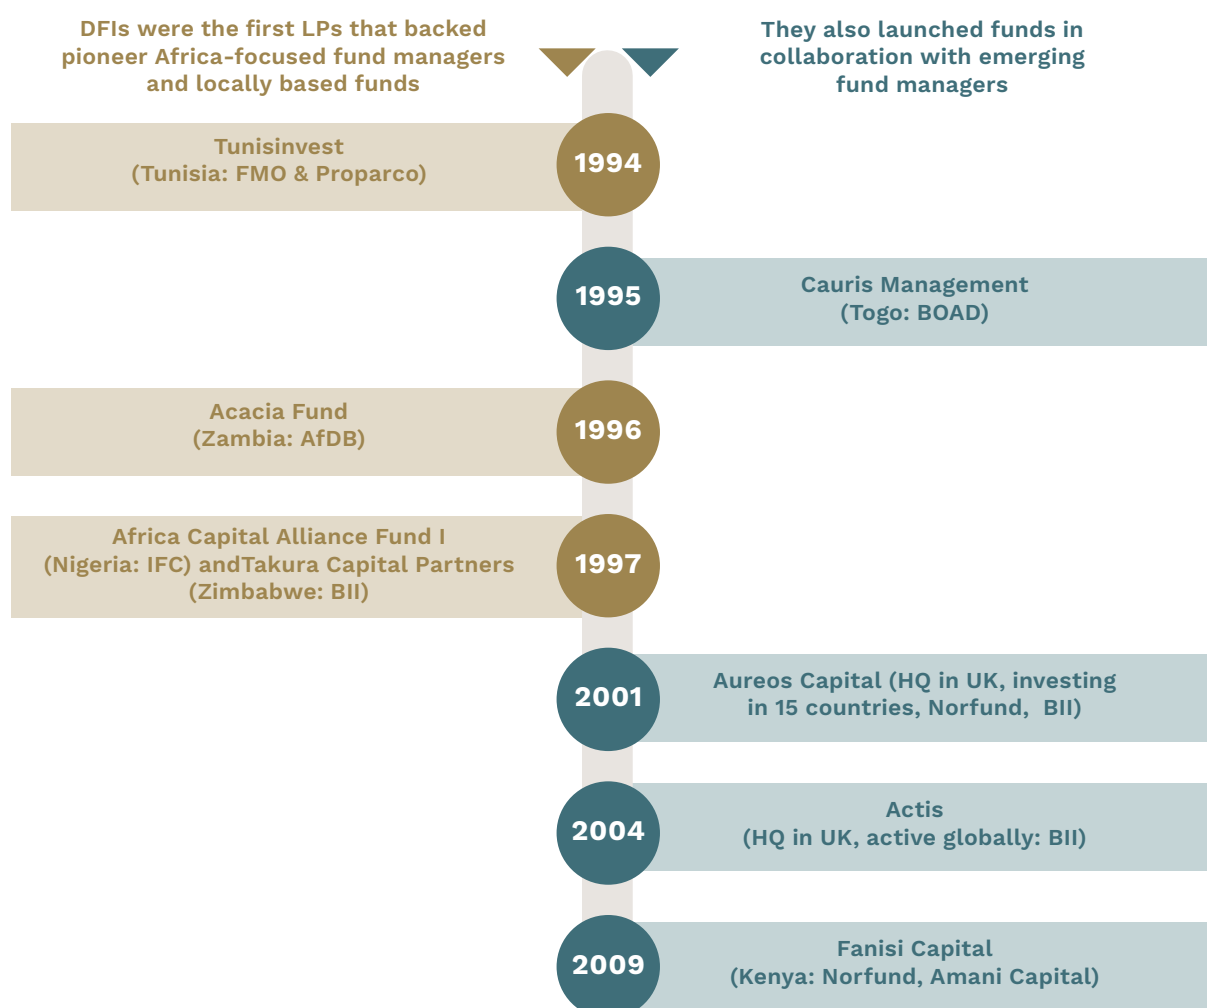 DFIs were the first LPs that backed
pioneer Africa-focused fund managers
and locally based funds
They also launched funds in
collaboration with emerging
fund managers
Tunisinvest
(Tunisia: FMO & Proparco)
1994
1995
Cauris Management
(Togo: BOAD)
Acacia Fund
(Zambia: AfDB)
1996
Africa Capital Alliance Fund I
(Nigeria: IFC) andTakura Capital Partners
(Zimbabwe: BII)
1997
2001
Aureos Capital (HQ in UK, investing
in 15 countries, Norfund,  BII)
2004
Actis
(HQ in UK, active globally: BII)
2009
Fanisi Capital
(Kenya: Norfund, Amani Capital)